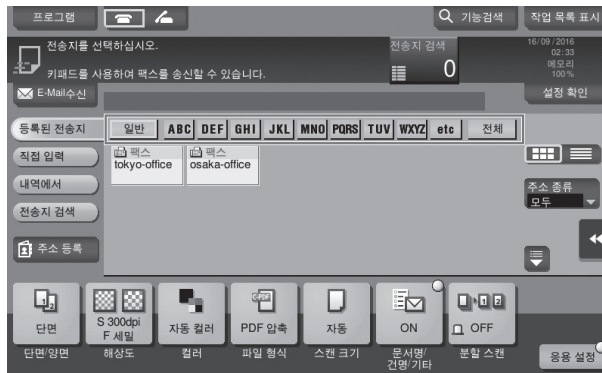 프로그램
기능검색
작업 목록 표시
전송지를 선택하십시오.
키패드를 사용하여 팩스를 송신할 수 있습니다.
전송지 검색
0
16/09/2016
02:33
메모리
100%
E-Mail수신
설정 확인
등록된 전송지
일반 ABC DEF GHI JKL MNO PQRS TUV WXYZ etc 전체
직접 입력
내역에서
전송지 검색
주소 등록
팩스
tokyo-office
팩스
osaka-office
주소 종류
모두
단면
단면/양면
S 300dpi
F 세밀
해상도
자동 컬러
컬러
PDF 압축
파일 형식
자동
스캔 크기
ON
문서명/
건명/기타
OFF
분할 스캔
응용 설정